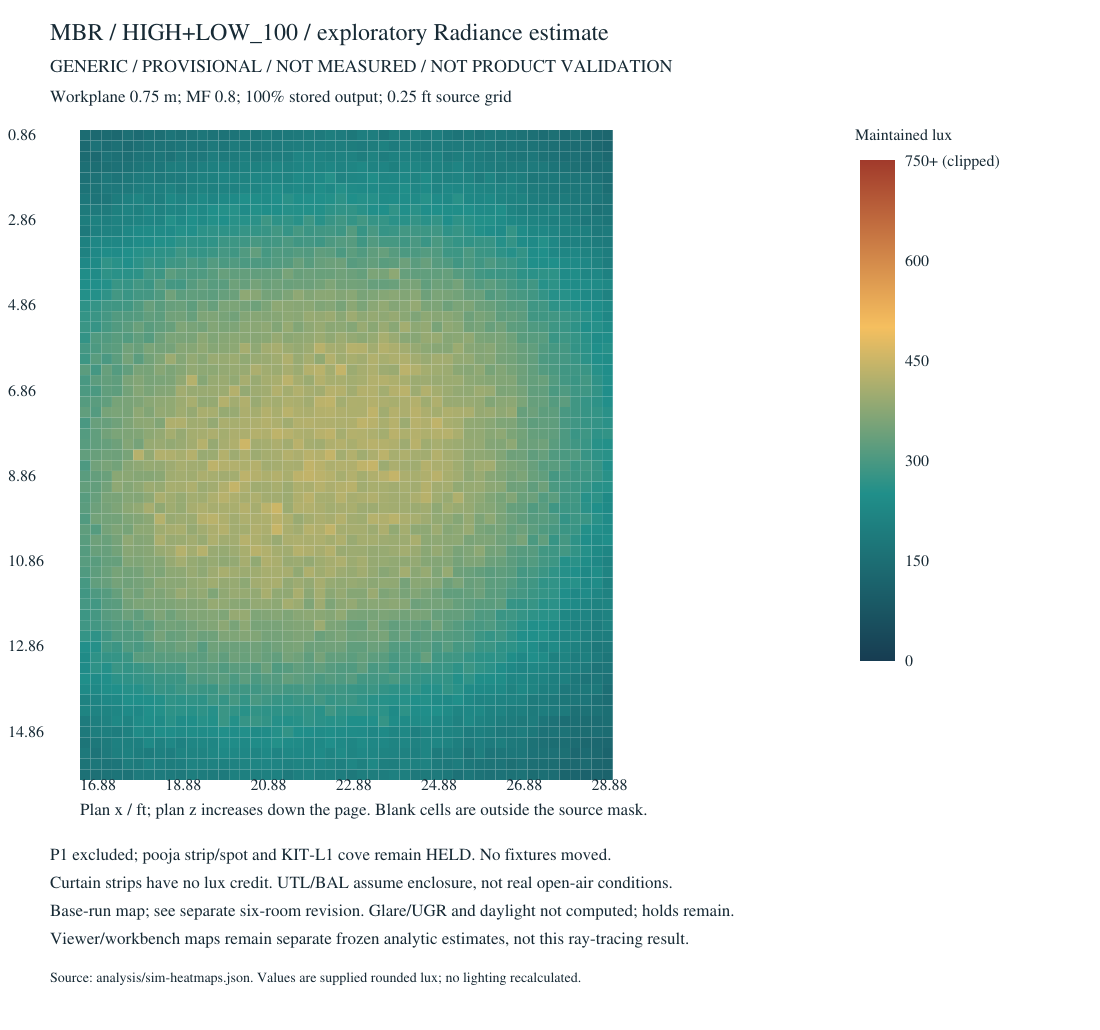 MBR / HIGH+LOW_100 / exploratory Radiance estimate
GENERIC / PROVISIONAL / NOT MEASURED / NOT PRODUCT VALIDATION
Workplane 0.75 m; MF 0.8; 100% stored output; 0.25 ft source grid
Maintained lux
750+ (clipped)
600
450
300
150
0
0.86
2.86
4.86
6.86
8.86
10.86
12.86
14.86
16.88 18.88 20.88 22.88 24.88 26.88 28.88
Plan x / ft; plan z increases down the page. Blank cells are outside the source mask.
P1 excluded; pooja strip/spot and KIT-L1 cove remain HELD. No fixtures moved.
Curtain strips have no lux credit. UTL/BAL assume enclosure, not real open-air conditions.
Base-run map; see separate six-room revision. Glare/UGR and daylight not computed; holds remain.
Viewer/workbench maps remain separate frozen analytic estimates, not this ray-tracing result.
Source: analysis/sim-heatmaps.json. Values are supplied rounded lux; no lighting recalculated.